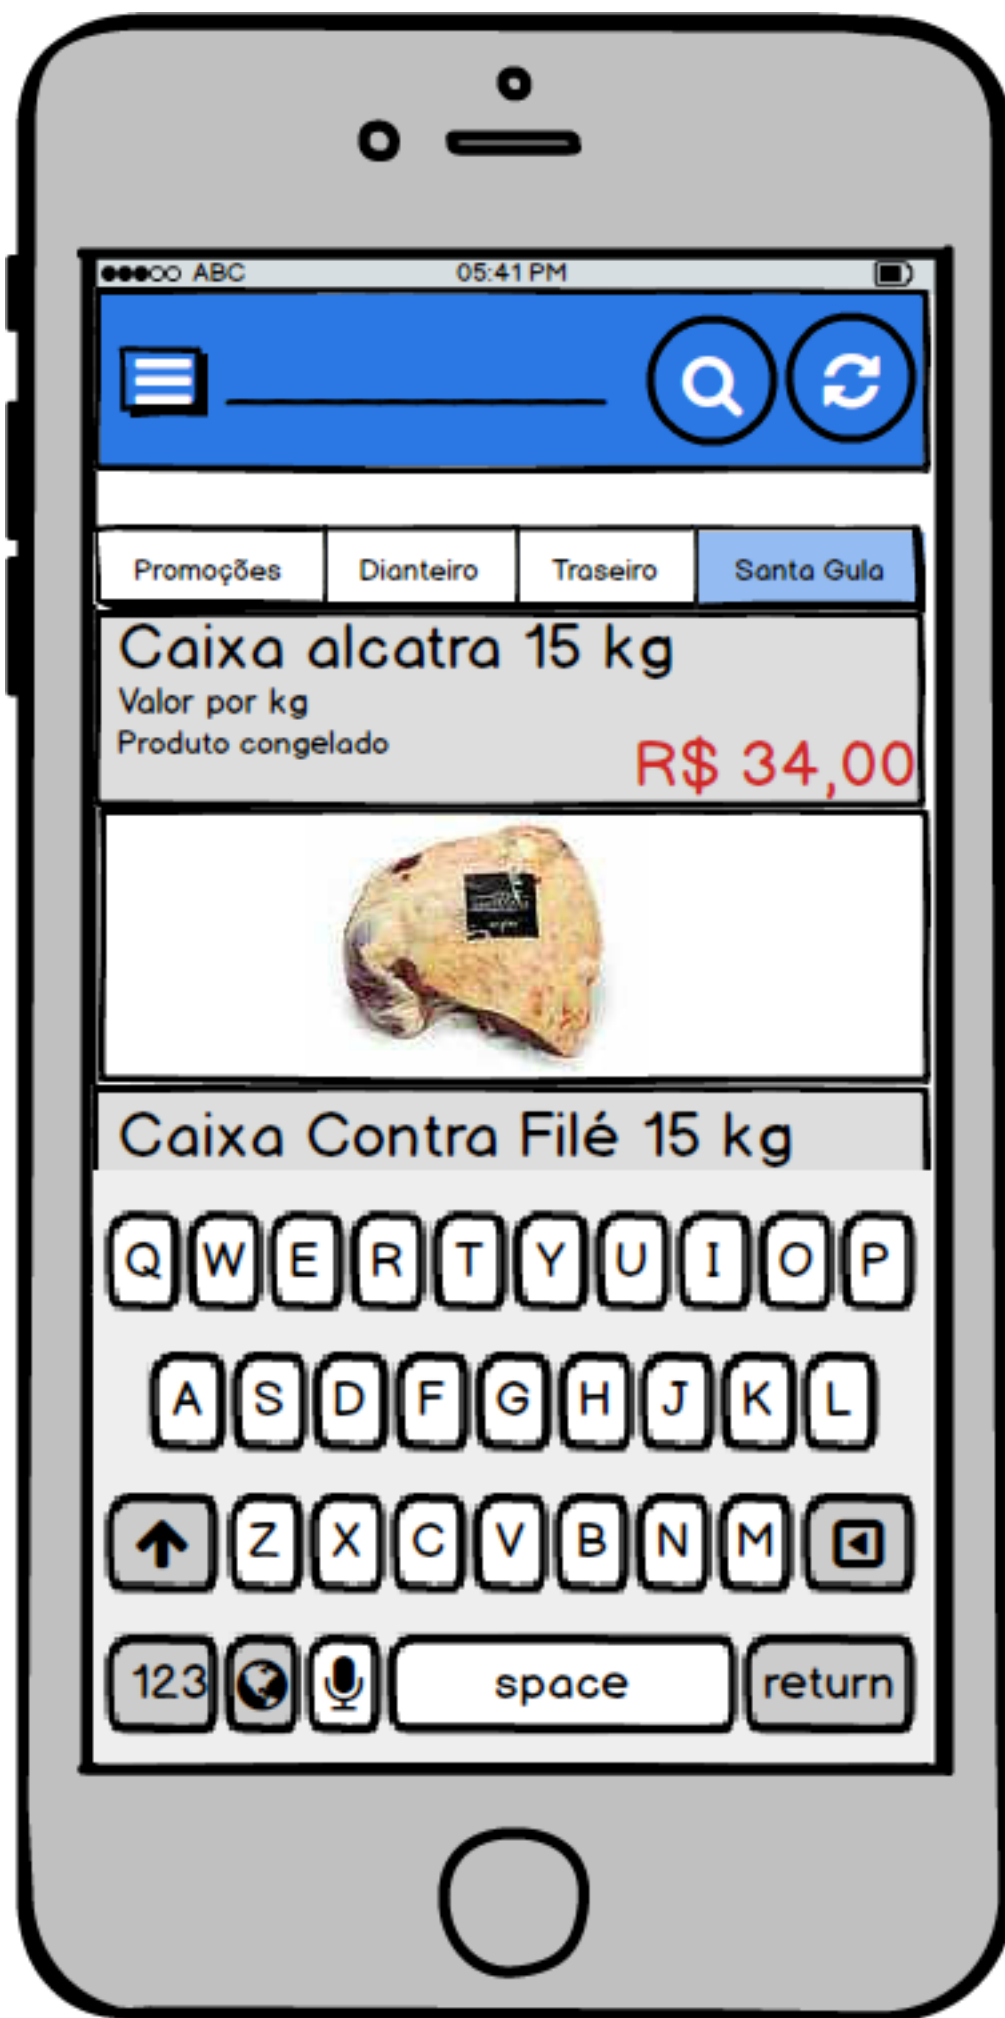 ABC 05:41 PM
Promoções Dianteiro Traseiro Santa Gula
Caixa alcatra 15 kg
Valor por kg
Produto congelado
R$ 34,00
Caixa Contra Filé 15 kg
Q W E R T Y U I O P
A S D F G H J K L
Z X C V B N M
123 space return